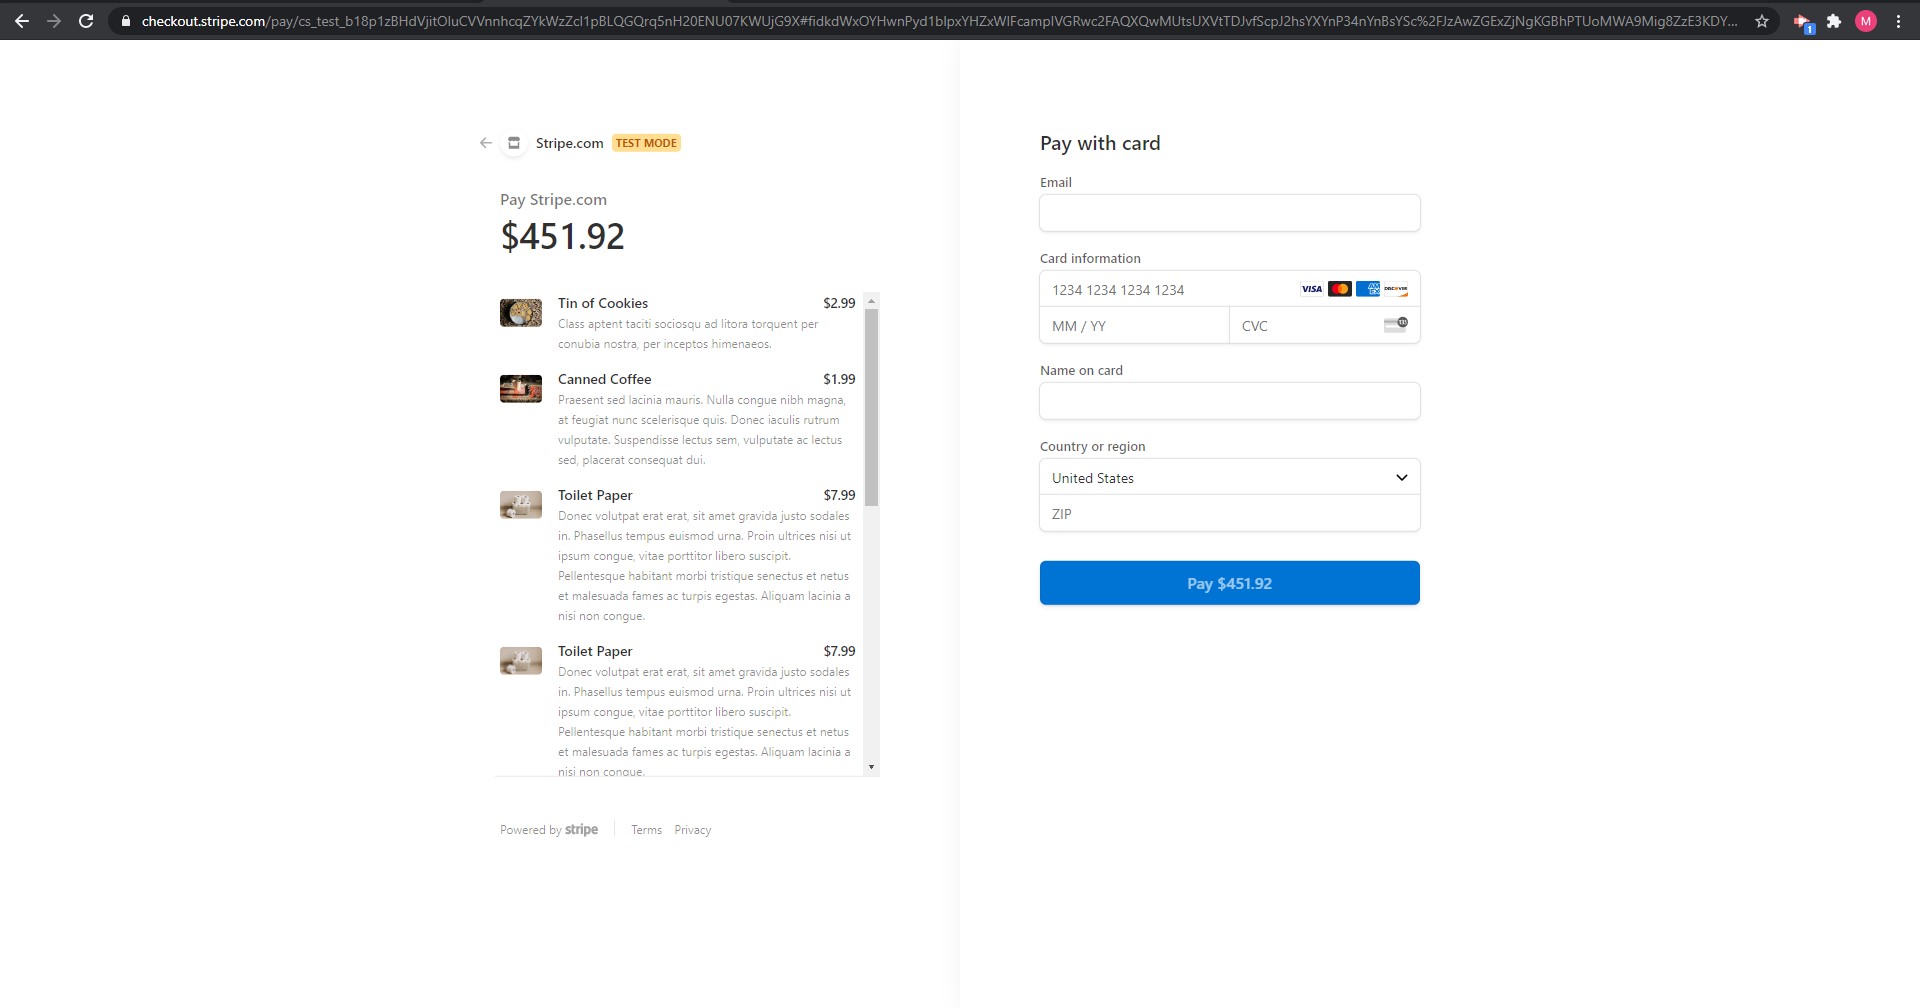 checkout.stripe.com/pay/cs_test_b18p1zBHdVjitOluCVVnnhcqZYkWzZcl1pBLQGQrq5nH20ENU07KWUjG9X#fidkdWxOYHwnPyd1blpxYHZxWlFcamplVGRwc2FAQXQwMUtsUXVtTDJvfScpJ2hsYXYnP34nYnBsYSc%2FJzAwZGExZjNgKGBhPTUoMWA9Mig8ZzE3KDY...
1
M
Stripe.com TEST MODE
Pay Stripe.com
$451.92
Tin of Cookies $2.99
Class aptent taciti sociosqu ad litora torquent per
conubia nostra, per inceptos himenaeos.
Canned Coffee $1.99
Praesent sed lacinia mauris. Nulla congue nibh magna,
at feugiat nunc scelerisque quis. Donec iaculis rutrum
vulputate. Suspendisse lectus sem, vulputate ac lectus
sed, placerat consequat dui.
Toilet Paper $7.99
Donec volutpat erat erat, sit amet gravida justo sodales
in. Phasellus tempus euismod urna. Proin ultrices nisi ut
ipsum congue, vitae porttitor libero suscipit.
Pellentesque habitant morbi tristique senectus et netus
et malesuada fames ac turpis egestas. Aliquam lacinia a
nisi non congue.
Toilet Paper $7.99
Donec volutpat erat erat, sit amet gravida justo sodales
in. Phasellus tempus euismod urna. Proin ultrices nisi ut
ipsum congue, vitae porttitor libero suscipit.
Pellentesque habitant morbi tristique senectus et netus
et malesuada fames ac turpis egestas. Aliquam lacinia a
nisi non congue.
Powered by stripe Terms Privacy
Pay with card
Email
Card information
1234 1234 1234 1234 VISA AMEX DISCOVER
MM / YY CVC 135
Name on card
Country or region
United States
ZIP
Pay $451.92